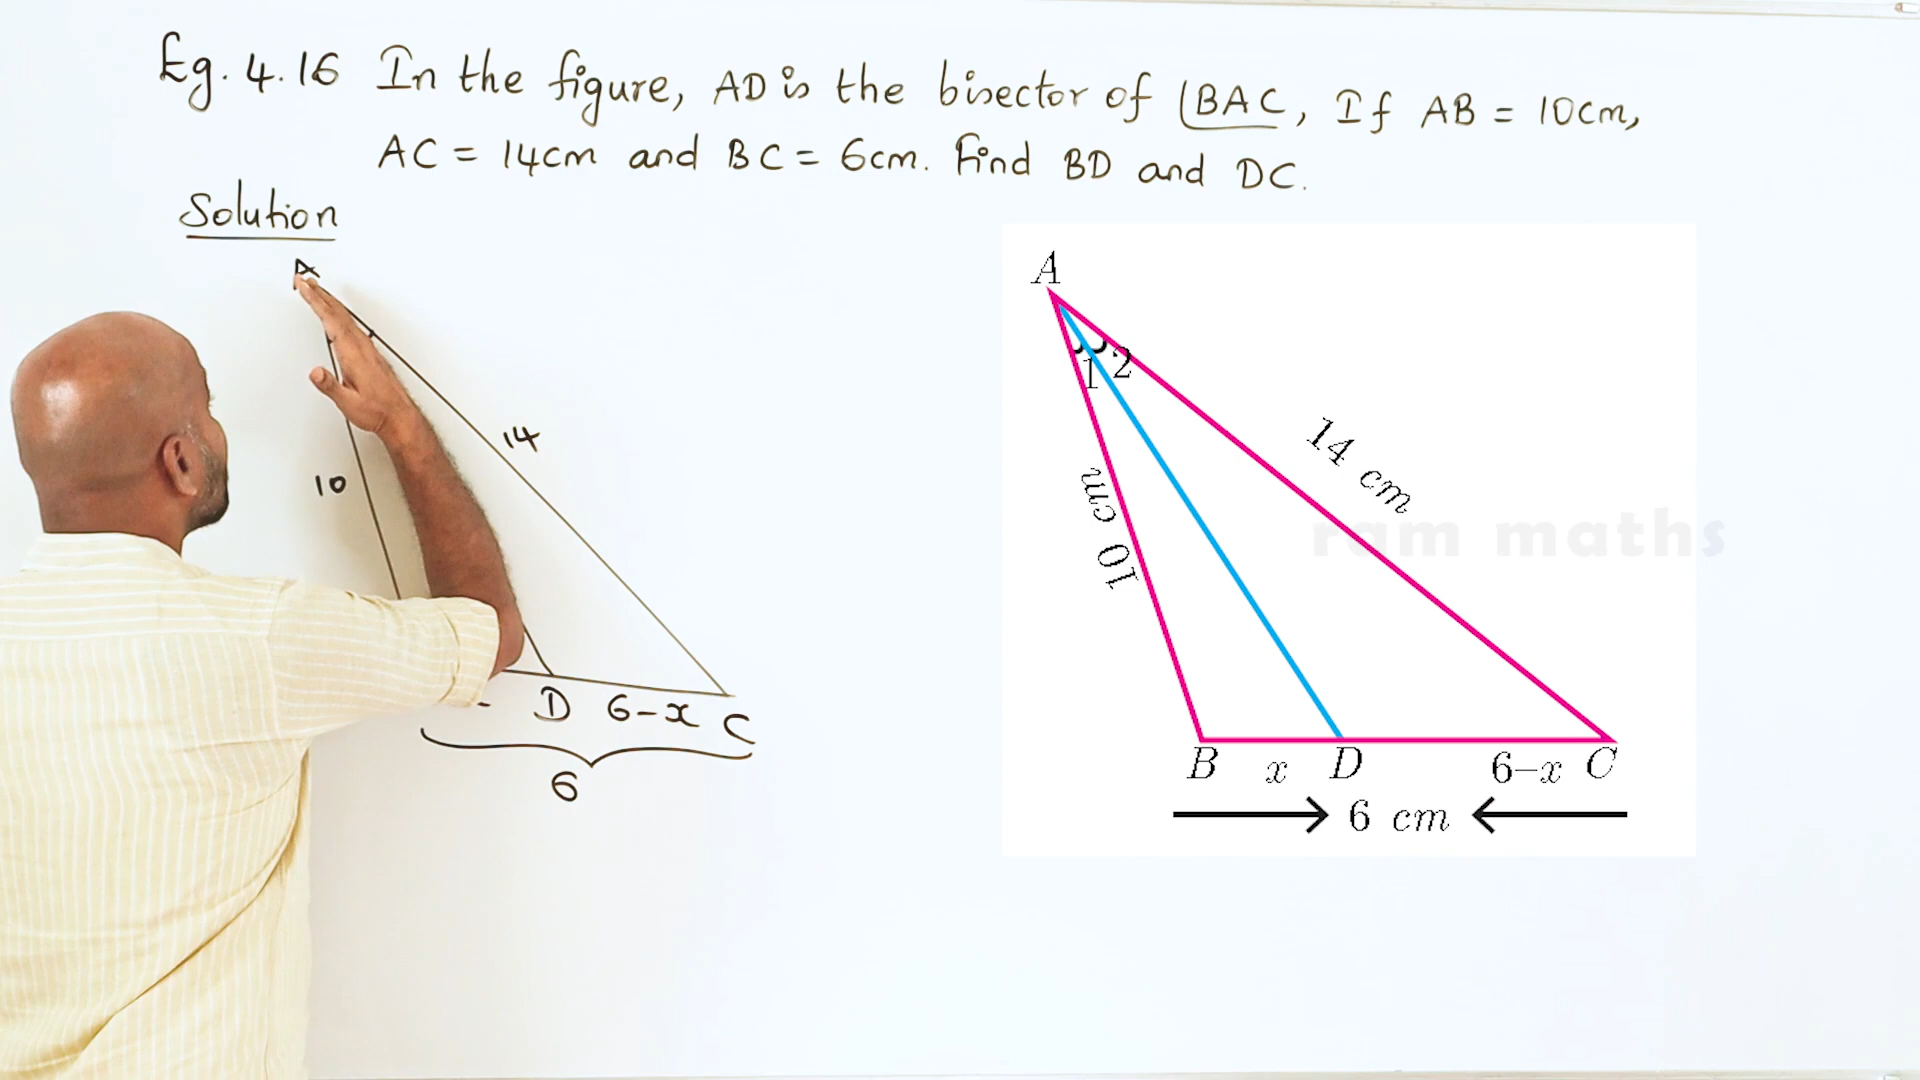 Eg. 4.16 In the figure, AD is the bisector of ∠BAC, If AB = 10cm,
AC = 14cm and BC = 6cm. Find BD and DC.
Solution
A
14
10
D 6-x C
6
A
1 2
14 cm
10 cm
ram maths
B x D 6-x C
6 cm